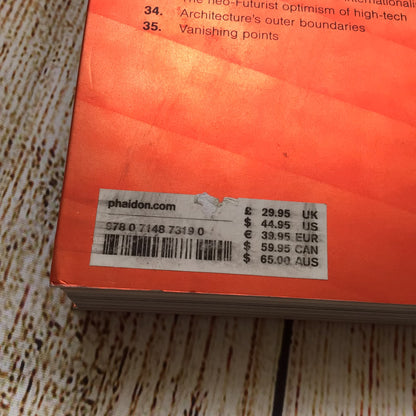 internationali
The neo-Futurist optimism of high-tech
34. Architecture's outer boundaries
35. Vanishing points
phaidon.com
978 0 7148 7319 0
£ 29.95 UK
$ 44.95 US
€ 39.95 EUR
$ 59.95 CAN
$ 65.00 AUS